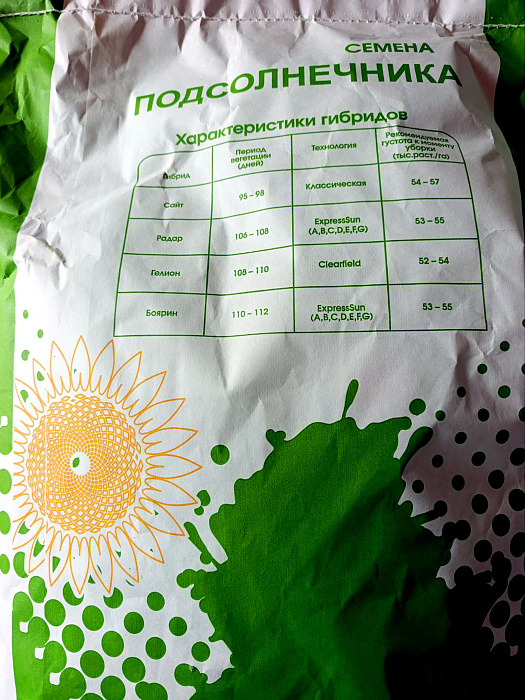 СЕМЕНА
ПОДСОЛНЕЧНИКА
Характеристики гибридов
Гибрид
Период
вегетации
(дней)
Технология
Рекомендуемая
густота к моменту
уборки
(тыс.раст./га)
Сайт
95 – 98
Классическая
54 – 57
Радар
106 – 108
ExpressSun
(A,B,C,D,E,F,G)
53 – 55
Гелион
108 – 110
Clearfield
52 – 54
Боярин
110 – 112
ExpressSun
(A,B,C,D,E,F,G)
53 – 55